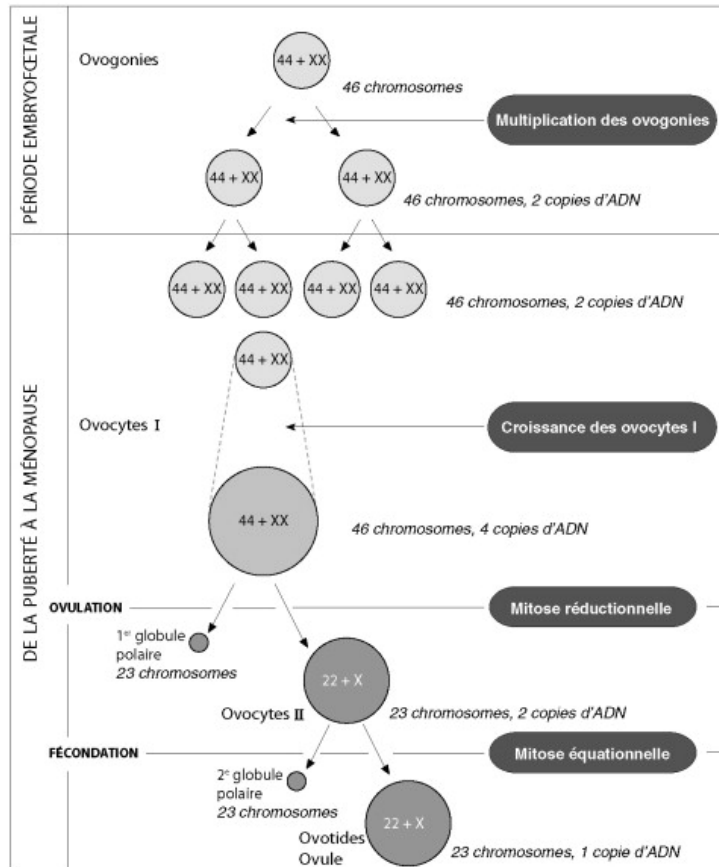 PÉRIODE EMBRYOFŒTALE
Ovogonies
44 + XX
46 chromosomes
Multiplication des ovogonies
44 + XX
44 + XX
46 chromosomes, 2 copies d'ADN
DE LA PUBERTÉ À LA MÉNOPAUSE
44 + XX
44 + XX
44 + XX
44 + XX
46 chromosomes, 2 copies d'ADN
44 + XX
Ovocytes I
Croissance des ovocytes I
44 + XX
46 chromosomes, 4 copies d'ADN
OVULATION
Mitose réductionnelle
1er globule
polaire
23 chromosomes
22 + X
Ovocytes II
23 chromosomes, 2 copies d'ADN
FÉCONDATION
Mitose équationnelle
2e globule
polaire
23 chromosomes
22 + X
Ovotides
Ovule
23 chromosomes, 1 copie d'ADN